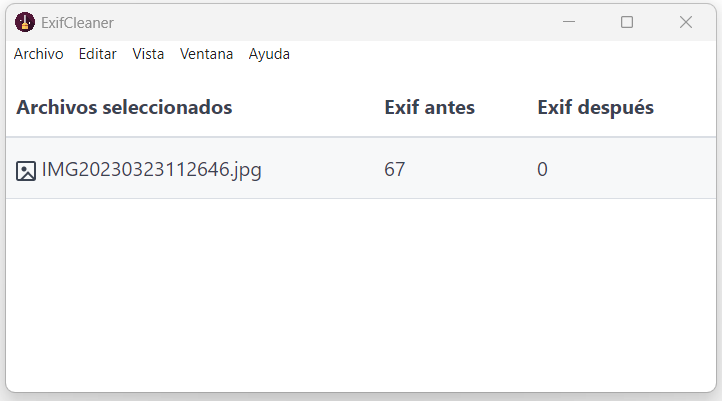 ExifCleaner
Archivo Editar Vista Ventana Ayuda
Archivos seleccionados Exif antes Exif después
IMG20230323112646.jpg 67 0